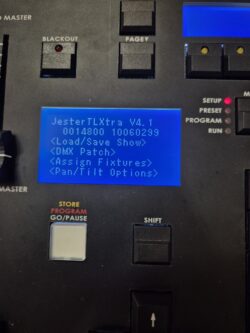 MASTER
BLACKOUT
PAGEY
SETUP
PRESET
PROGRAM
RUN
JesterTLXtra V4.1
0014800 10060299
<Load/Save Show>
<DMX Patch>
<Assign Fixtures>
<Pan/Tilt Options>
MASTER
STORE
PROGRAM
GO/PAUSE
SHIFT